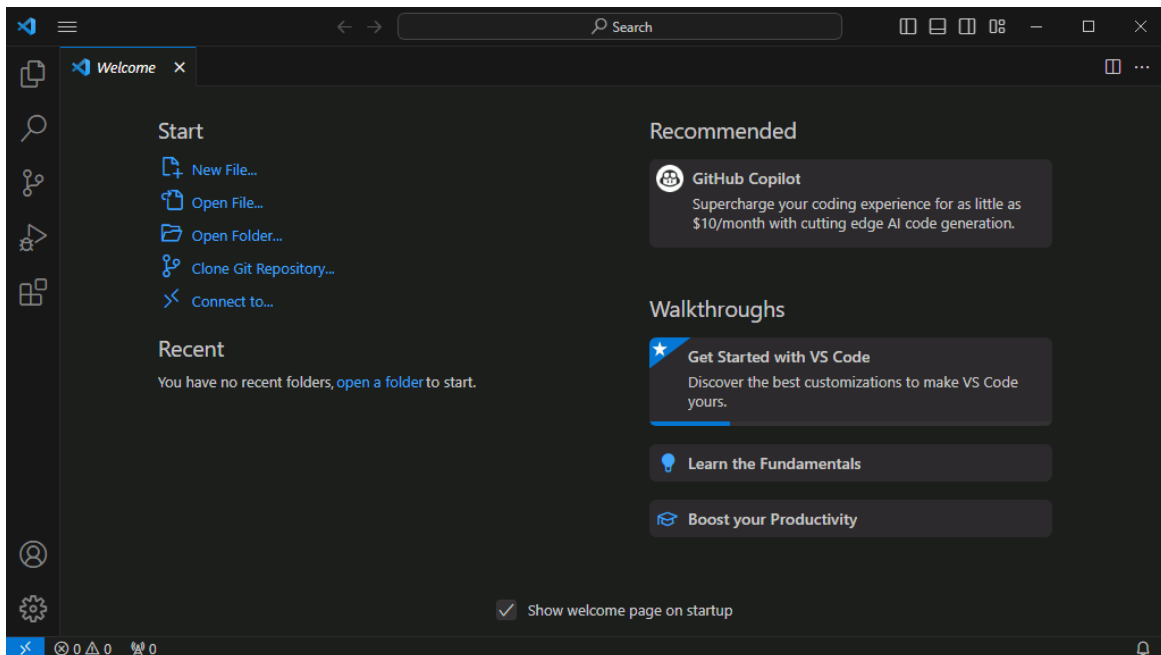 Search
Welcome
Start
New File...
Open File...
Open Folder...
Clone Git Repository...
Connect to...
Recent
You have no recent folders, open a folder to start.
Recommended
GitHub Copilot
Supercharge your coding experience for as little as
$10/month with cutting edge AI code generation.
Walkthroughs
Get Started with VS Code
Discover the best customizations to make VS Code
yours.
Learn the Fundamentals
Boost your Productivity
Show welcome page on startup
0 0 0